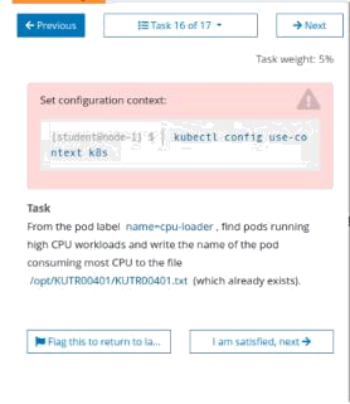 ← Previous
Task 16 of 17
→ Next
Task weight: 5%
Set configuration context:
[student@node-1] $ | kubectl config use-co
ntext k8s
Task
From the pod label name=cpu-loader , find pods running
high CPU workloads and write the name of the pod
consuming most CPU to the file
/opt/KUTR00401/KUTR00401.txt (which already exists).
Flag this to return to la...
I am satisfied, next →